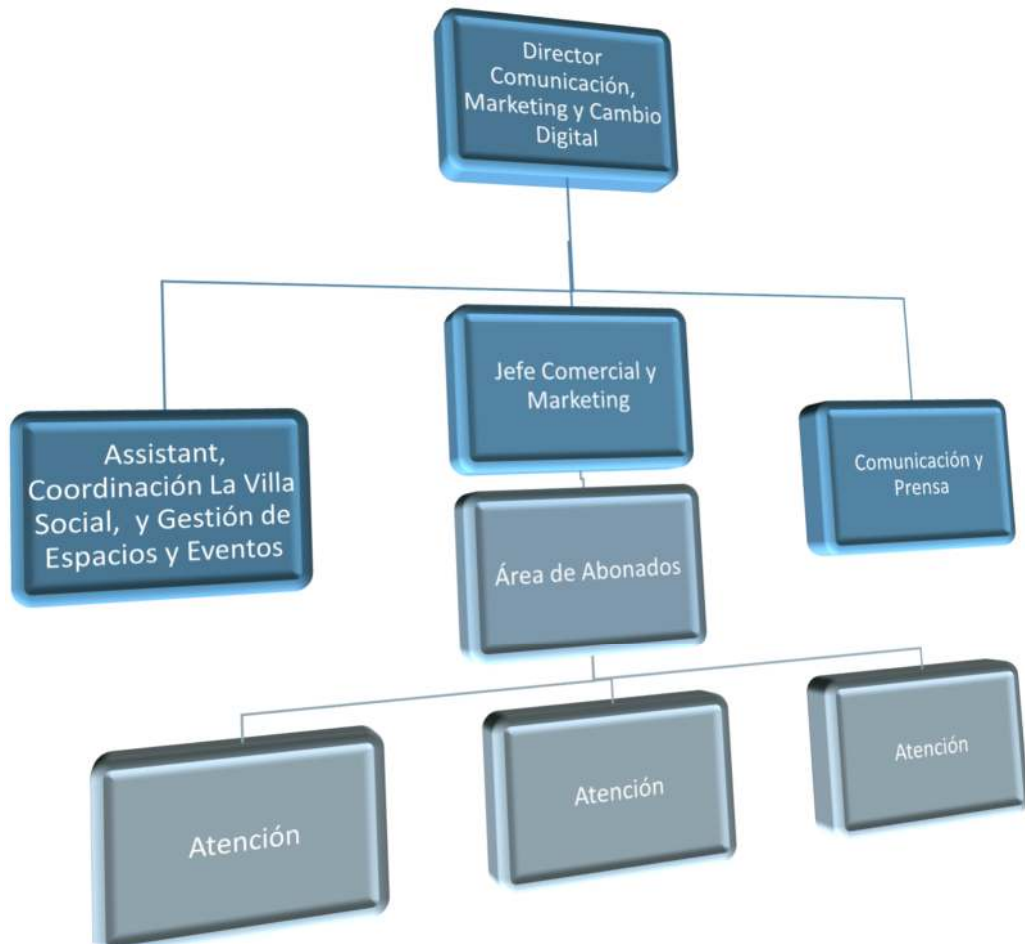 Director
Comunicación,
Marketing y Cambio
Digital
Jefe Comercial y
Marketing
Assistant,
Coordinación La Villa
Social, y Gestión de
Espacios y Eventos
Comunicación y
Prensa
Área de Abonados
Atención
Atención
Atención